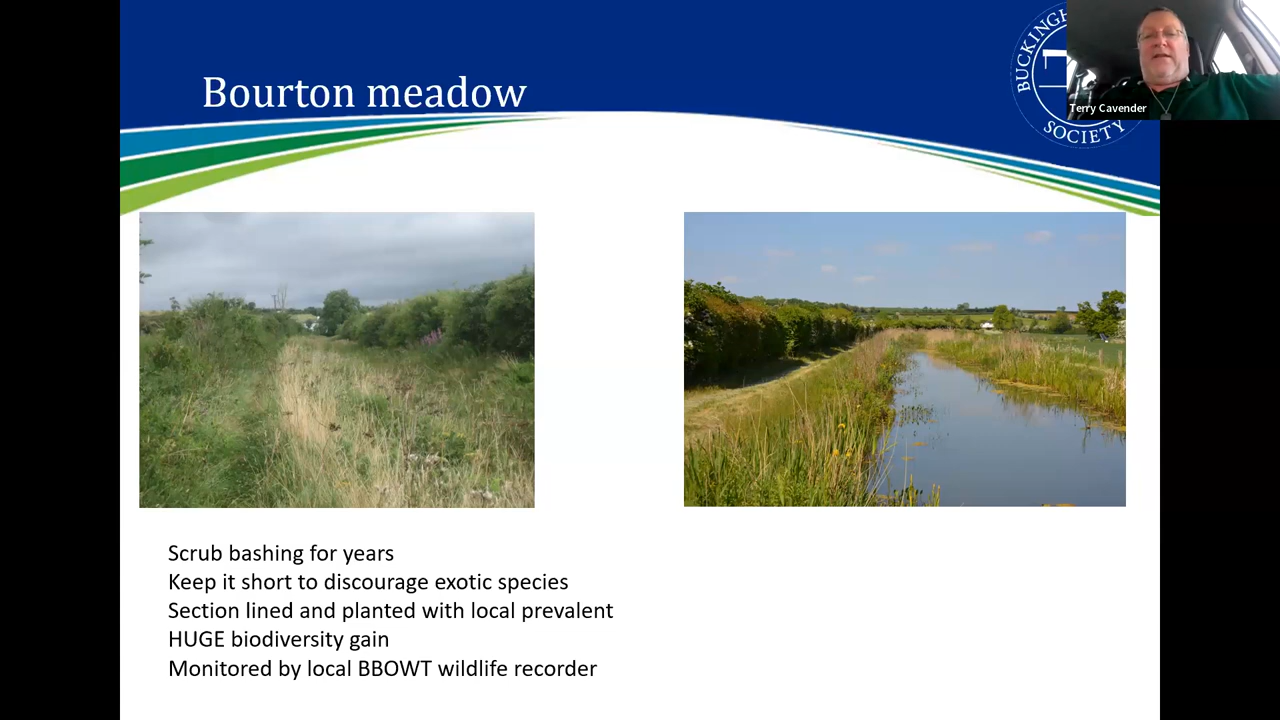 Bourton meadow
BUCKINGH
SOCIETY
Terry Cavender
Scrub bashing for years
Keep it short to discourage exotic species
Section lined and planted with local prevalent
HUGE biodiversity gain
Monitored by local BBOWT wildlife recorder